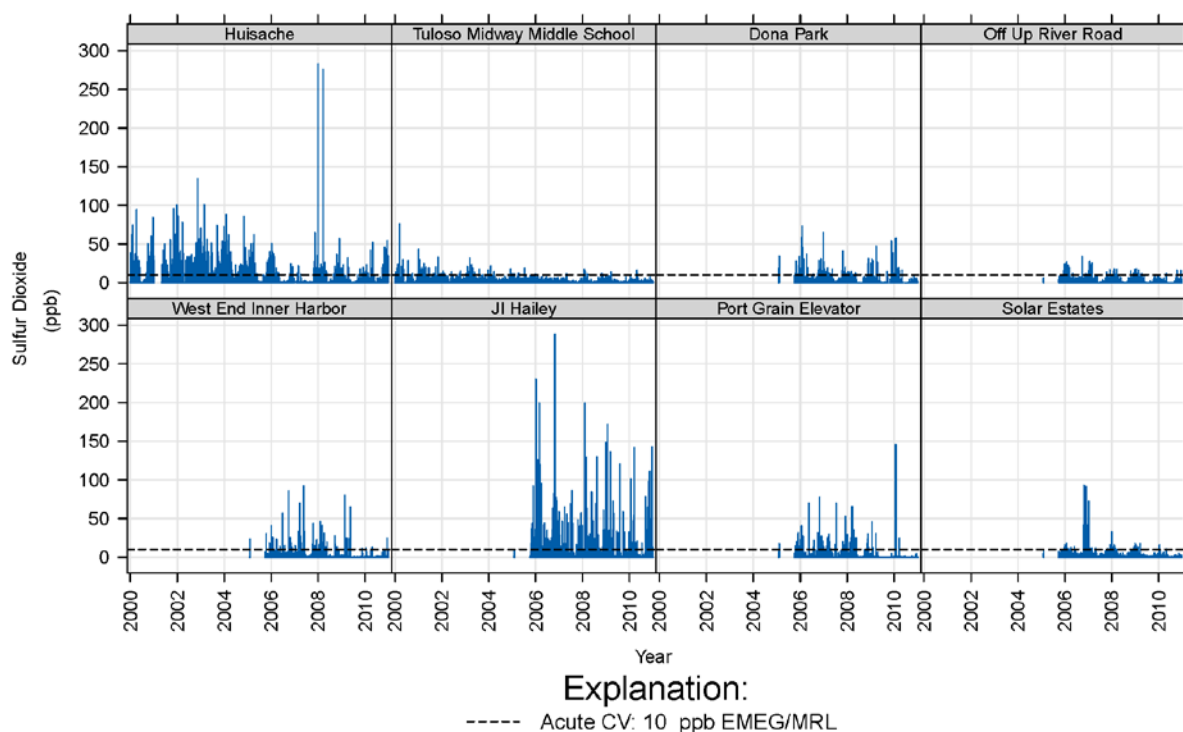 Huisache Tuloso Midway Middle School Dona Park Off Up River Road
300
250
200
150
100
50
0
West End Inner Harbor JI Hailey Port Grain Elevator Solar Estates
300
250
200
150
100
50
0
Sulfur Dioxide
(ppb)
2000 2002 2004 2006 2008 2010 2000 2002 2004 2006 2008 2010 2000 2002 2004 2006 2008 2010 2000 2002 2004 2006 2008 2010
Year
Explanation:
Acute CV: 10 ppb EMEG/MRL